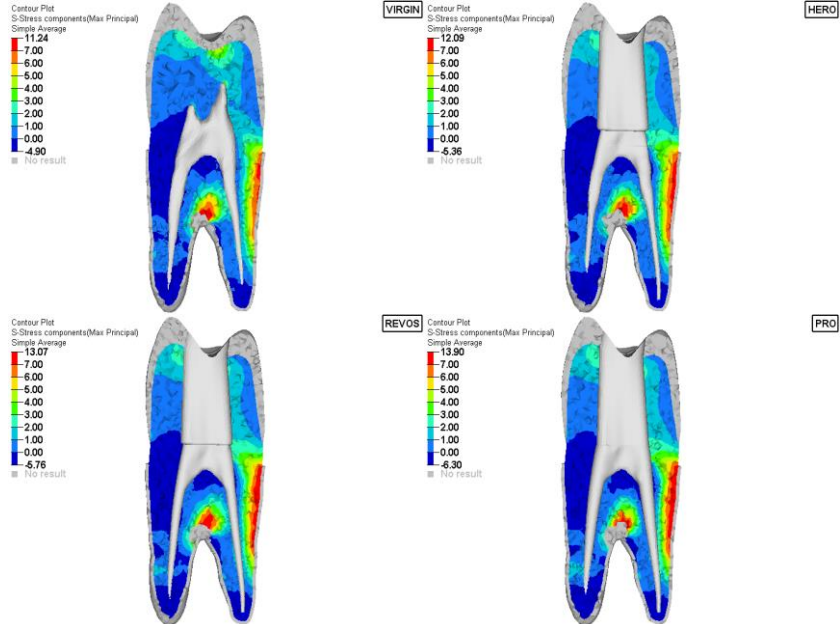 Contour Plot
S-Stress components(Max Principal)
Simple Average
11.24
7.00
6.00
5.00
4.00
3.00
2.00
1.00
0.00
-4.90
No result
VIRGIN
Contour Plot
S-Stress components(Max Principal)
Simple Average
12.09
7.00
6.00
5.00
4.00
3.00
2.00
1.00
0.00
-5.36
No result
HERO
Contour Plot
S-Stress components(Max Principal)
Simple Average
13.07
7.00
6.00
5.00
4.00
3.00
2.00
1.00
0.00
-5.76
No result
REVOS
Contour Plot
S-Stress components(Max Principal)
Simple Average
13.90
7.00
6.00
5.00
4.00
3.00
2.00
1.00
0.00
-6.30
No result
PRO